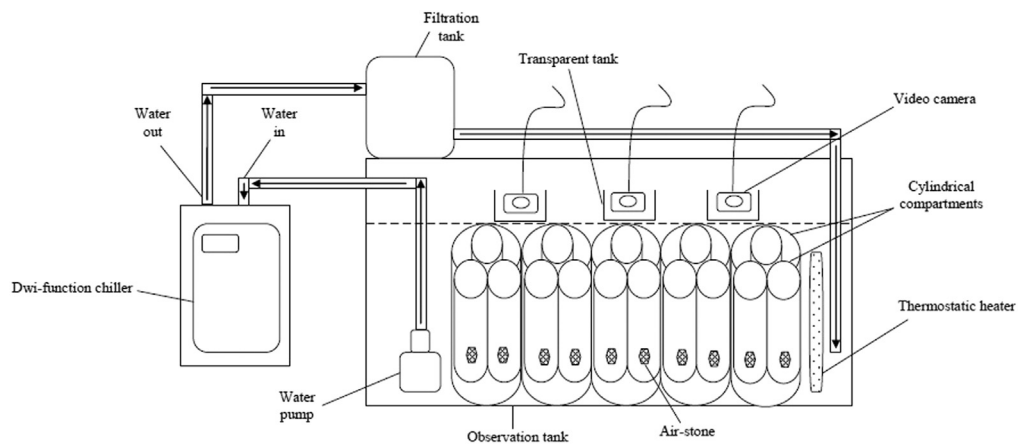 Filtration
tank
Transparent tank
Video camera
Water
out
Water
in
Cylindrical
compartments
Dwi-function chiller
Thermostatic heater
Water
pump
Air-stone
Observation tank